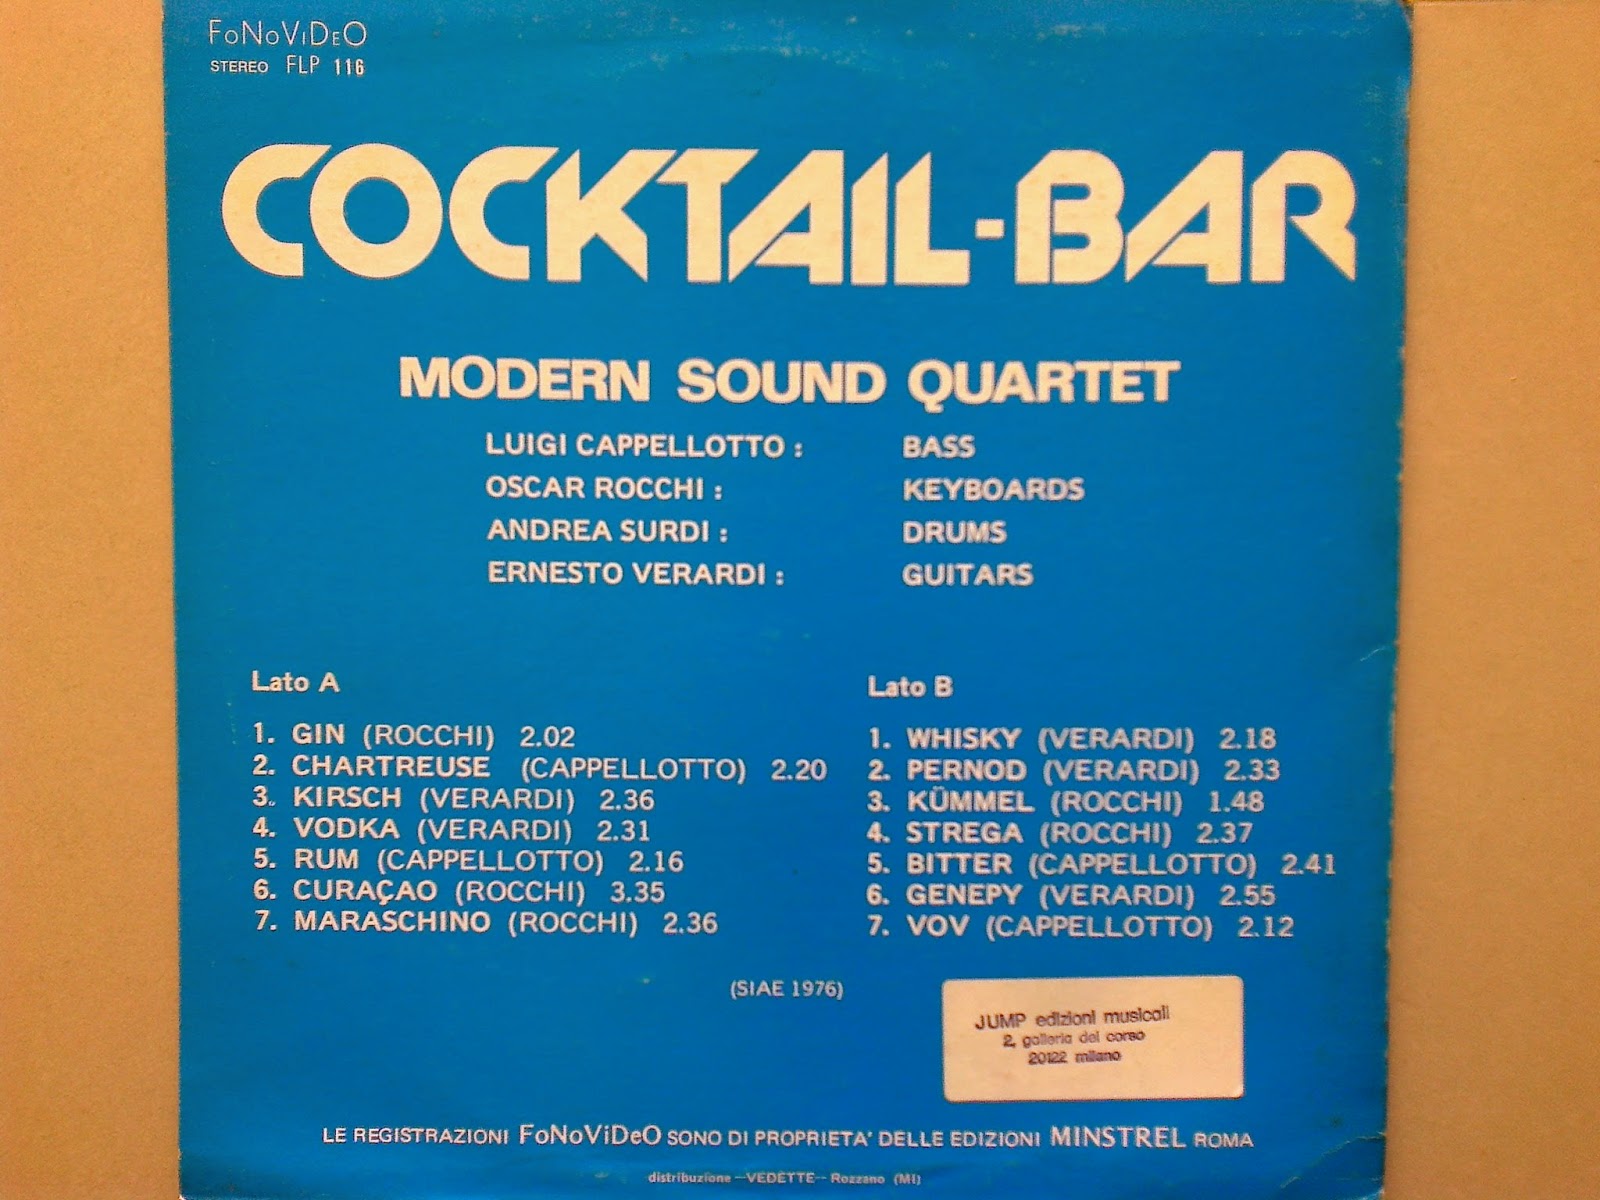 FoNoViDeO
STEREO FLP 116
COCKTAIL-BAR
MODERN SOUND QUARTET
LUIGI CAPPELLOTTO : BASS
OSCAR ROCCHI : KEYBOARDS
ANDREA SURDI : DRUMS
ERNESTO VERARDI : GUITARS
Lato A
1. GIN (ROCCHI) 2.02
2. CHARTREUSE (CAPPELLOTTO) 2.20
3. KIRSCH (VERARDI) 2.36
4. VODKA (VERARDI) 2.31
5. RUM (CAPPELLOTTO) 2.16
6. CURAÇAO (ROCCHI) 3.35
7. MARASCHINO (ROCCHI) 2.36
Lato B
1. WHISKY (VERARDI) 2.18
2. PERNOD (VERARDI) 2.33
3. KÜMMEL (ROCCHI) 1.48
4. STREGA (ROCCHI) 2.37
5. BITTER (CAPPELLOTTO) 2.41
6. GENEPY (VERARDI) 2.55
7. VOV (CAPPELLOTTO) 2.12
(SIAE 1976)
JUMP edizioni musicali
2, galleria del corso
20122 milano
LE REGISTRAZIONI FoNoViDeO SONO DI PROPRIETA' DELLE EDIZIONI MINSTREL ROMA
distribuzione —VEDETTE— Rozzano (MI)